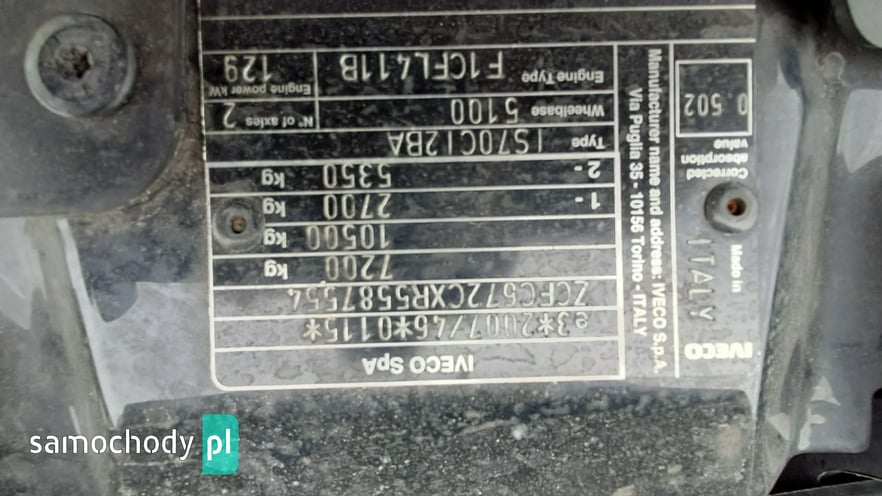 IVECO SpA
e3*2007/46*0115*
ZCFC672CXR5587554
7200 kg
10500 kg
1- 2700 kg
2- 5350 kg
Type IS70CI2BA
Wheelbase 5100
N° of axles 2
Engine Type F1CFL411B
Engine power kW 129
Manufacturer name and address: IVECO S.p.A.
Via Puglia 35 - 10156 Torino - ITALY
IVECO
Made in
ITALY
Corrected
absorption
value
0.502
samochody pl